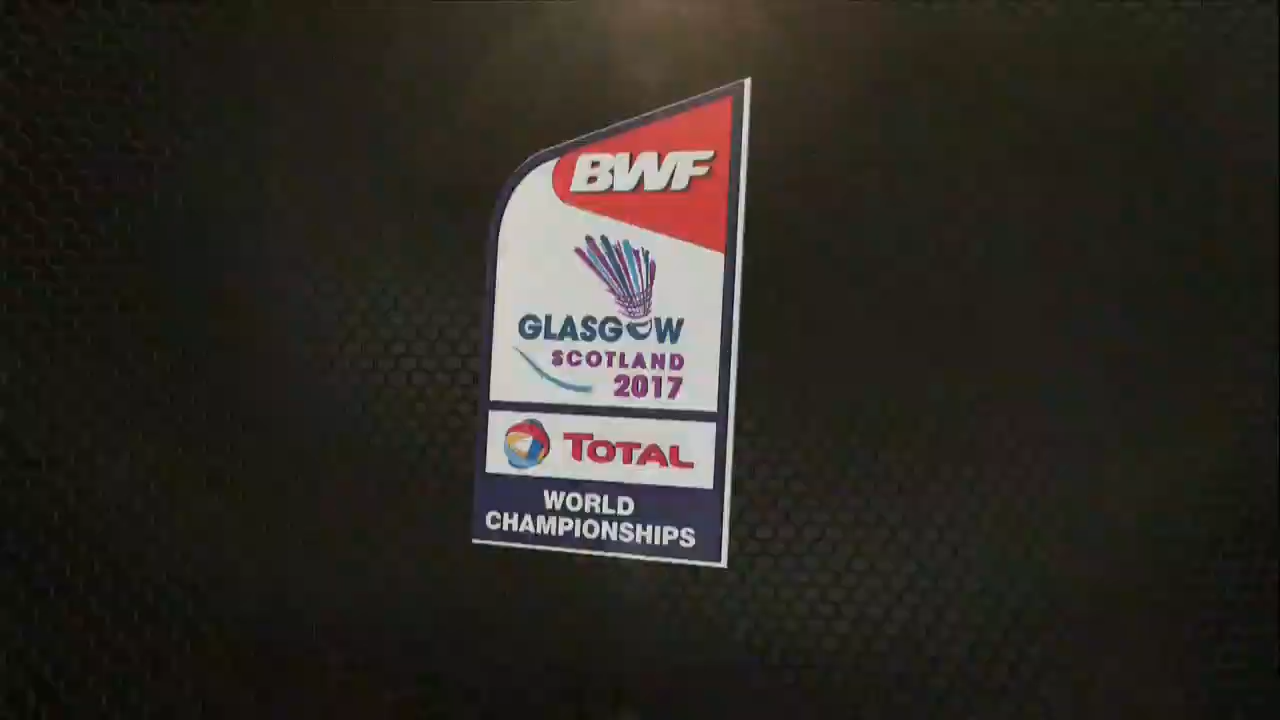 BWF
GLASGOW
SCOTLAND
2017
TOTAL
WORLD
CHAMPIONSHIPS